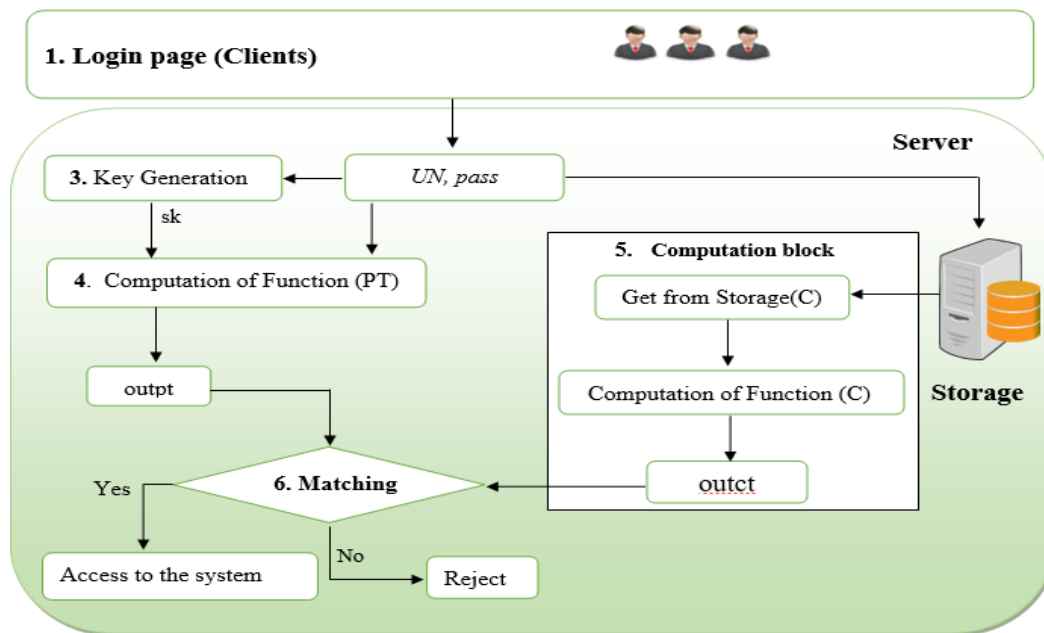 1. Login page (Clients)
Server
3. Key Generation
UN, pass
sk
5. Computation block
4. Computation of Function (PT)
Get from Storage(C)
outpt
Computation of Function (C)
Storage
6. Matching
outct
Yes
No
Access to the system
Reject